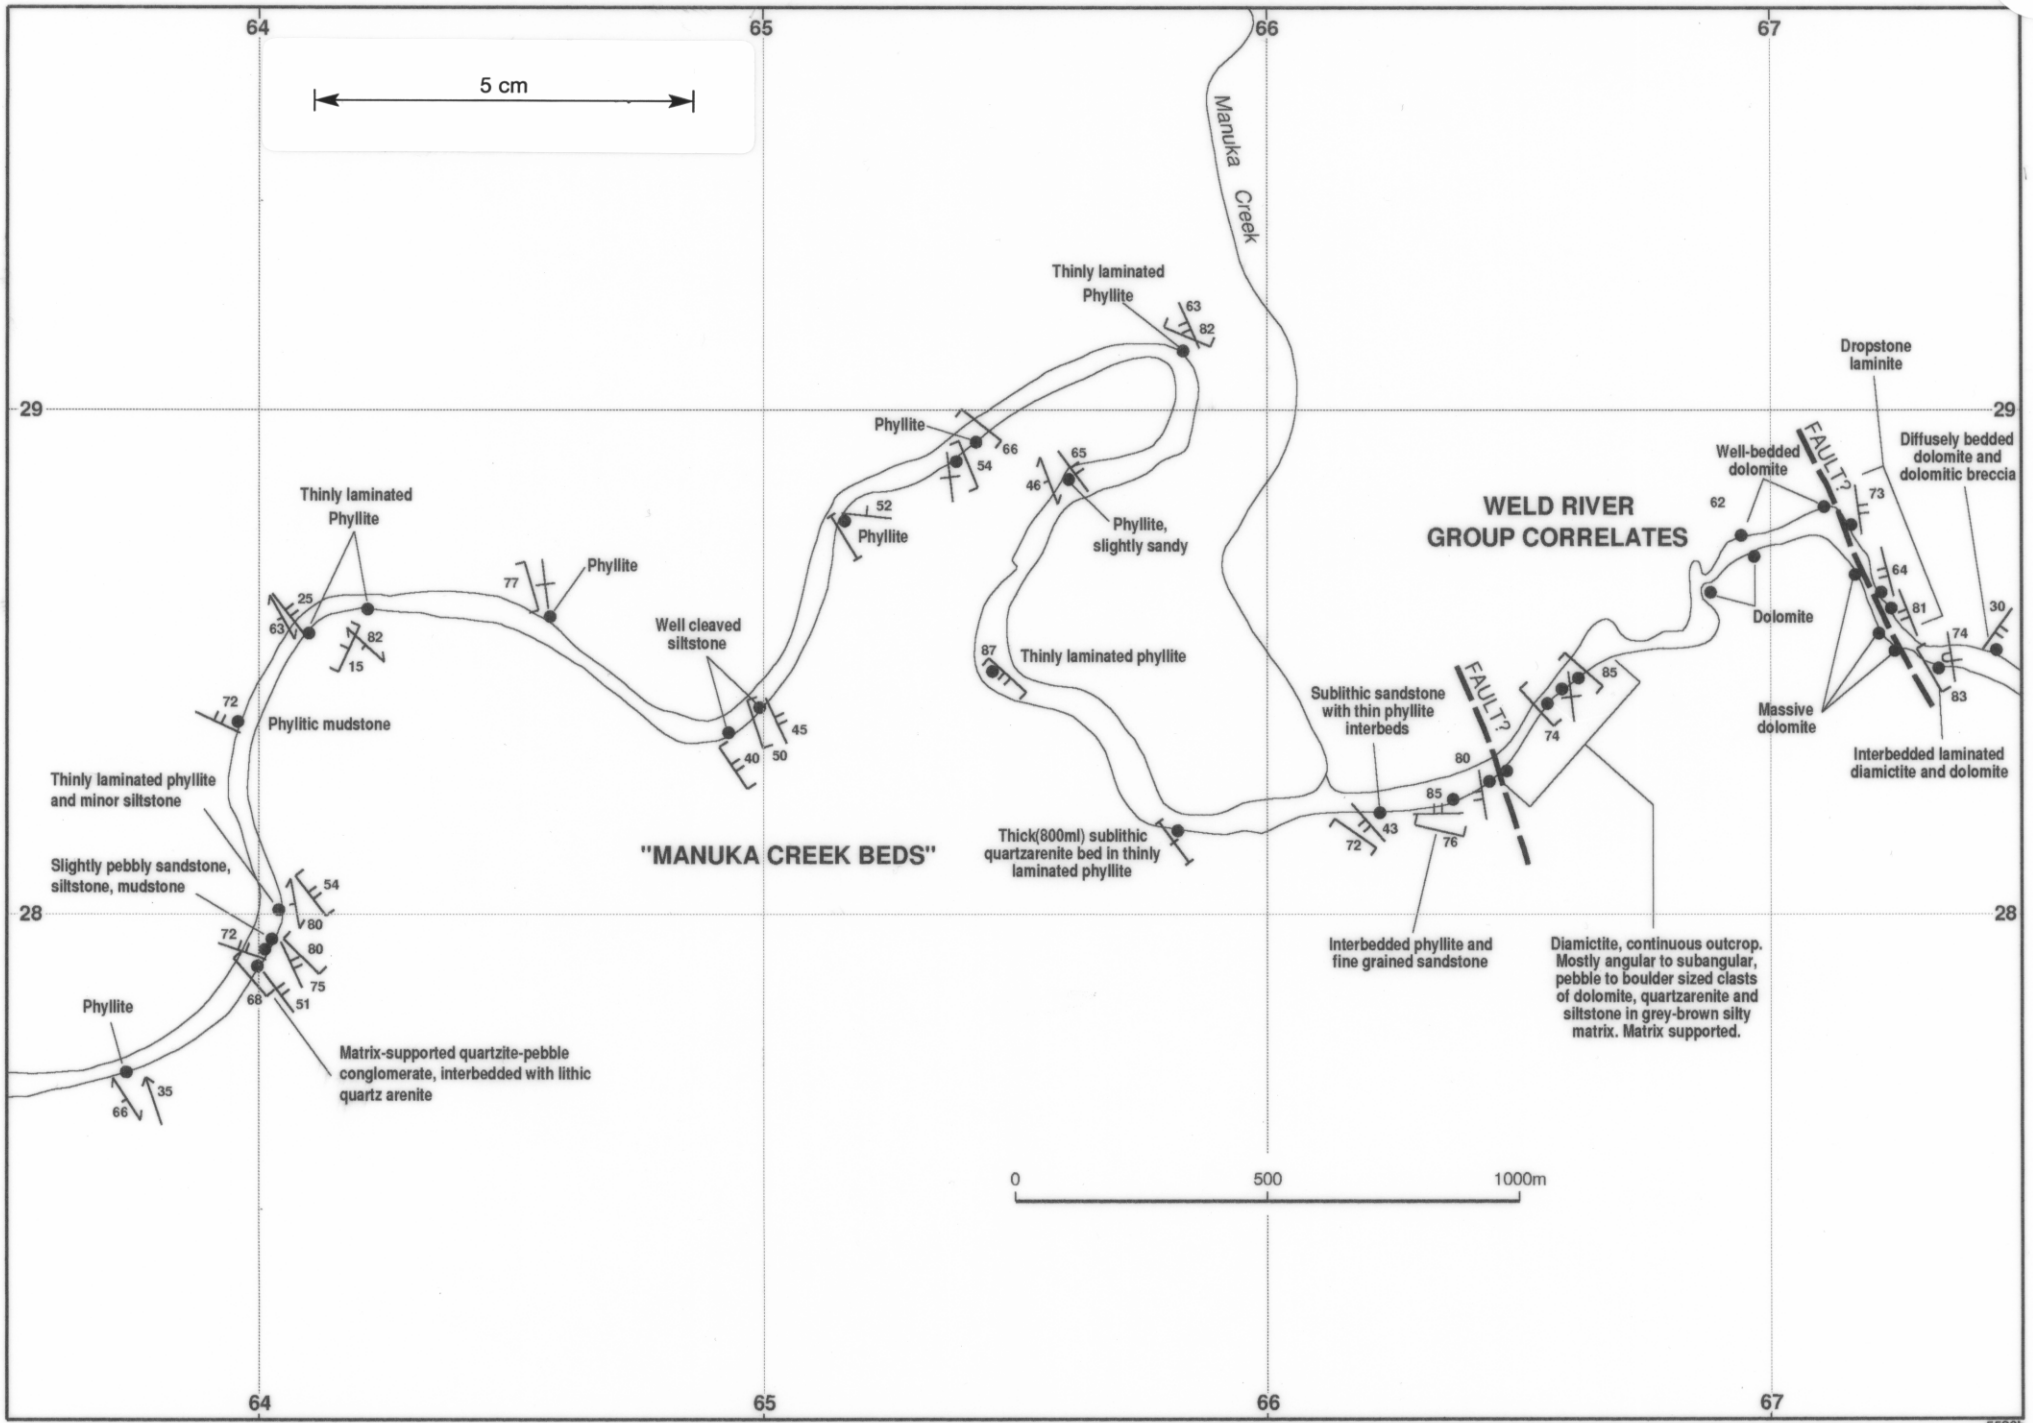 64
65
66
67
5 cm
Manuka Creek
Thinly laminated
Phyllite
63
82
29
29
Phyllite
66
54
65
46
Phyllite,
slightly sandy
52
Phyllite
Thinly laminated
Phyllite
25
63
82
15
77
Phyllite
72
Phylitic mudstone
Well cleaved
siltstone
45
40
50
87
Thinly laminated phyllite
Dropstone
laminite
FAULT?
Well-bedded
dolomite
62
73
Diffusely bedded
dolomite and
dolomitic breccia
WELD RIVER
GROUP CORRELATES
64
81
30
Dolomite
74
83
Massive
dolomite
Interbedded laminated
diamictite and dolomite
85
74
FAULT?
Sublithic sandstone
with thin phyllite
interbeds
80
85
43
72
76
Thinly laminated phyllite
and minor siltstone
Slightly pebbly sandstone,
siltstone, mudstone
"MANUKA CREEK BEDS"
Thick(800ml) sublithic
quartzarenite bed in thinly
laminated phyllite
54
80
28
28
72
80
75
68
51
Interbedded phyllite and
fine grained sandstone
Diamictite, continuous outcrop.
Mostly angular to subangular,
pebble to boulder sized clasts
of dolomite, quartzarenite and
siltstone in grey-brown silty
matrix. Matrix supported.
Phyllite
66
35
Matrix-supported quartzite-pebble
conglomerate, interbedded with lithic
quartz arenite
0
500
1000m
64
65
66
67